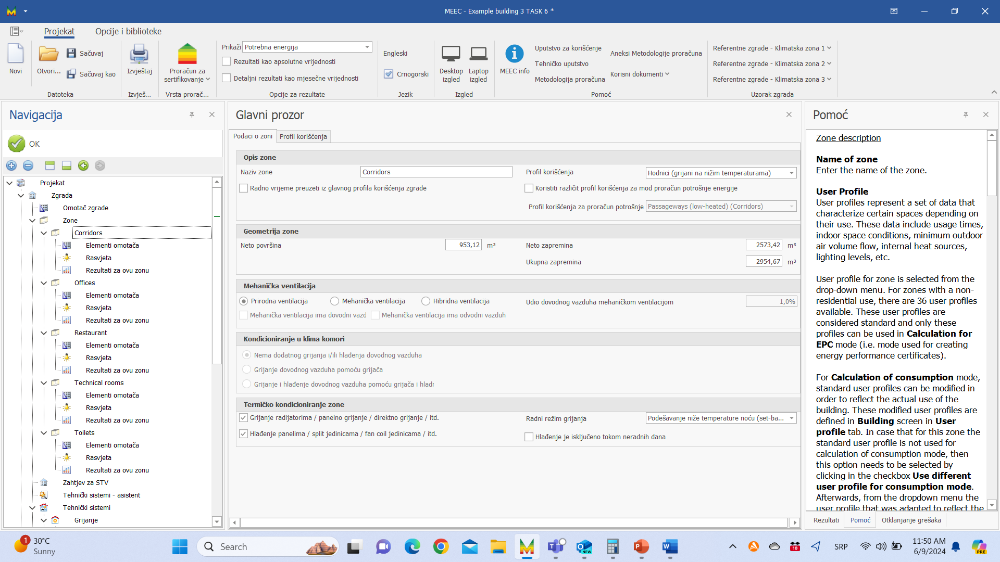 MEEC - Example building 3 TASK 6 *
Projekat
Opcije i biblioteke
Novi
Otvori...
Sačuvaj
Sačuvaj kao
Datoteka
Izvještaj
Izvješ...
Proračun za
sertifikovanje
Vrsta prorač...
Prikaži
Potrebna energija
Rezultati kao apsolutne vrijednosti
Detaljni rezultati kao mjesečne vrijednosti
Opcije za rezultate
Engleski
Crnogorski
Jezik
Desktop
izgled
Laptop
izgled
Izgled
MEEC info
Uputstvo za korišćenje
Tehničko uputstvo
Metodologija proračuna
Aneksi Metodologije proračuna
Korisni dokumenti
Pomoć
Referentne zgrade - Klimatska zona 1
Referentne zgrade - Klimatska zona 2
Referentne zgrade - Klimatska zona 3
Uzorak zgrada
Navigacija
OK
Projekat
Zgrada
Omotač zgrade
Zone
Corridors
Elementi omotača
Rasvjeta
Rezultati za ovu zonu
Offices
Elementi omotača
Rasvjeta
Rezultati za ovu zonu
Restaurant
Elementi omotača
Rasvjeta
Rezultati za ovu zonu
Technical rooms
Elementi omotača
Rasvjeta
Rezultati za ovu zonu
Toilets
Elementi omotača
Rasvjeta
Rezultati za ovu zonu
Zahtjev za STV
Tehnički sistemi - asistent
Tehnički sistemi
Grijanje
Glavni prozor
Podaci o zoni
Profil korišćenja
Opis zone
Naziv zone
Corridors
Profil korišćenja
Hodnici (grijani na nižim temperaturama)
Radno vrijeme preuzeti iz glavnog profila korišćenja zgrade
Koristiti različit profil korišćenja za mod proračun potrošnje energije
Profil korišćenja za proračun potrošnje
Passageways (low-heated) (Corridors)
Geometrija zone
Neto površina
953,12 m²
Neto zapremina
2573,42 m³
Ukupna zapremina
2954,67 m³
Mehanička ventilacija
Prirodna ventilacija
Mehanička ventilacija
Hibridna ventilacija
Udio dovodnog vazduha mehaničkom ventilacijom
1,0%
Mehanička ventilacija ima dovodni vazd
Mehanička ventilacija ima odvodni vazduh
Kondicioniranje u klima komori
Nema dodatnog grijanja i/ili hlađenja dovodnog vazduha
Grijanje dovodnog vazduha pomoću grijača
Grijanje i hlađenje dovodnog vazduha pomoću grijača i hladr
Termičko kondicioniranje zone
Grijanje radijatorima / panelno grijanje / direktno grijanje / itd.
Radni režim grijanja
Podešavanje niže temperature noću (set-ba...
Hlađenje panelima / split jedinicama / fan coil jedinicama / itd.
Hlađenje je isključeno tokom neradnih dana
Pomoć
Zone description
Name of zone
Enter the name of the zone.
User Profile
User profiles represent a set of data that
characterize certain spaces depending on
their use. These data include usage times,
indoor space conditions, minimum outdoor
air volume flow, internal heat sources,
lighting levels, etc.
User profile for zone is selected from the
drop-down menu. For zones with a non-
residential use, there are 36 user profiles
available. These user profiles are
considered standard and only these
profiles can be used in Calculation for
EPC mode (i.e. mode used for creating
energy performance certificates).
For Calculation of consumption mode,
standard user profiles can be modified in
order to reflect the actual use of the
building. These modified user profiles are
defined in Building screen in User
profile tab. In case that for this zone the
standard user profile is not used for
calculation of consumption mode, then
this option needs to be selected by
clicking in the checkbox Use different
user profile for consumption mode.
Afterwards, from the dropdown menu the
user profile that was adapted to reflect the
Rezultati
Pomoć
Otklanjanje grešaka
1
30°C
Sunny
Search
NEW
10
SRP
11:50 AM
6/9/2024
PRE